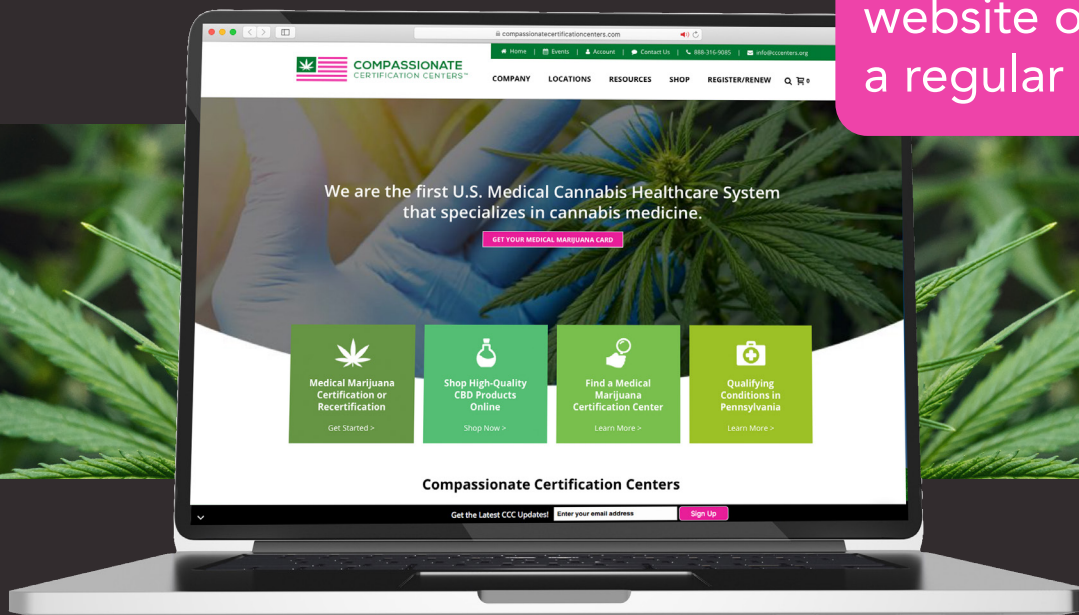 website o
a regular
compassionatecertificationcenters.com
Home | Events | Account | Contact Us | 888-316-9085 | info@cccenters.org
COMPASSIONATE
CERTIFICATION CENTERS™
COMPANY LOCATIONS RESOURCES SHOP REGISTER/RENEW 0
We are the first U.S. Medical Cannabis Healthcare System
that specializes in cannabis medicine.
GET YOUR MEDICAL MARIJUANA CARD
Medical Marijuana
Certification or
Recertification
Get Started >
Shop High-Quality
CBD Products
Online
Shop Now >
Find a Medical
Marijuana
Certification Center
Learn More >
Qualifying
Conditions in
Pennsylvania
Learn More >
Compassionate Certification Centers
Get the Latest CCC Updates! Enter your email address Sign Up